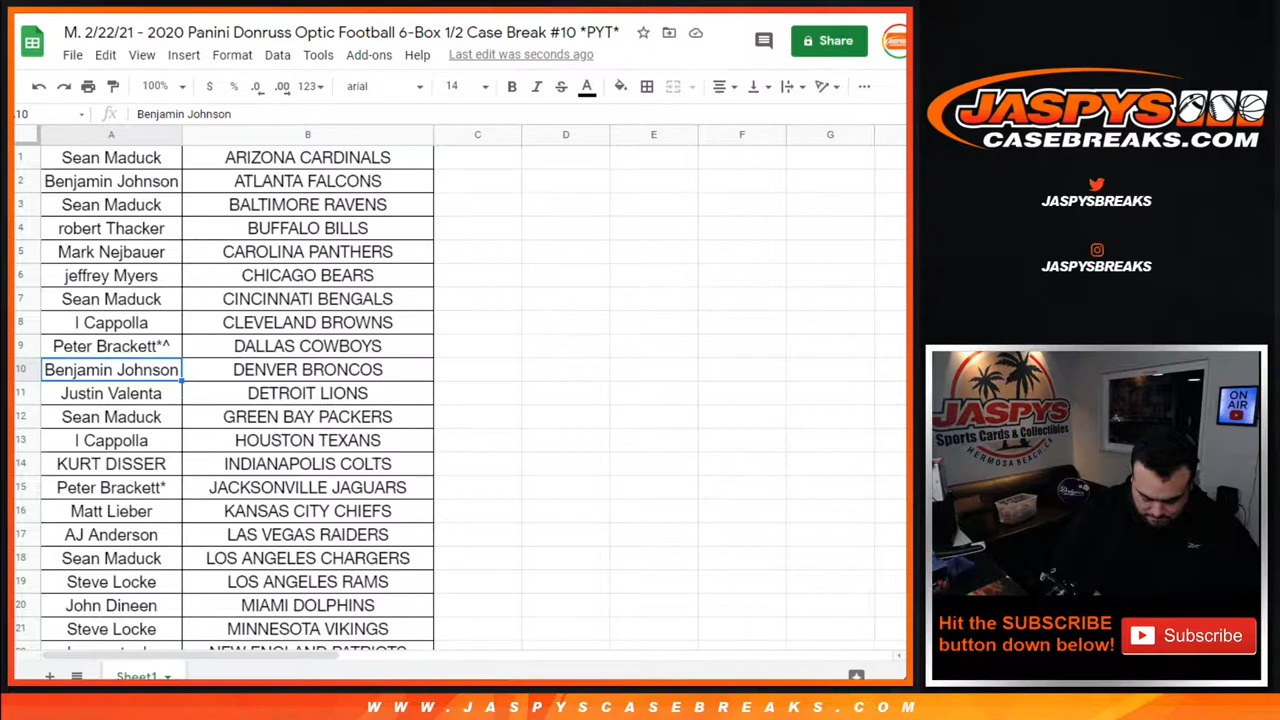 M. 2/22/21 - 2020 Panini Donruss Optic Football 6-Box 1/2 Case Break #10 *PYT*
File Edit View Insert Format Data Tools Add-ons Help Last edit was seconds ago
Share
100% $ % .0 .00 123 arial 14 B I S A
10 fx Benjamin Johnson
A B C D E F G
1 Sean Maduck ARIZONA CARDINALS
2 Benjamin Johnson ATLANTA FALCONS
3 Sean Maduck BALTIMORE RAVENS
4 robert Thacker BUFFALO BILLS
5 Mark Nejbauer CAROLINA PANTHERS
6 jeffrey Myers CHICAGO BEARS
7 Sean Maduck CINCINNATI BENGALS
8 I Cappolla CLEVELAND BROWNS
9 Peter Brackett*^ DALLAS COWBOYS
10 Benjamin Johnson DENVER BRONCOS
11 Justin Valenta DETROIT LIONS
12 Sean Maduck GREEN BAY PACKERS
13 I Cappolla HOUSTON TEXANS
14 KURT DISSER INDIANAPOLIS COLTS
15 Peter Brackett* JACKSONVILLE JAGUARS
16 Matt Lieber KANSAS CITY CHIEFS
17 AJ Anderson LAS VEGAS RAIDERS
18 Sean Maduck LOS ANGELES CHARGERS
19 Steve Locke LOS ANGELES RAMS
20 John Dineen MIAMI DOLPHINS
21 Steve Locke MINNESOTA VIKINGS
NEW ENGLAND PATRIOTS
Sheet1
JASPYS
CASEBREAKS.COM
JASPYSBREAKS
JASPYSBREAKS
JASPYS
Sports Cards & Collectibles
HERMOSA BEACH, CA
ON
AIR
Hit the SUBSCRIBE
button down below!
Subscribe
WWW.JASPYSCASEBREAKS.COM